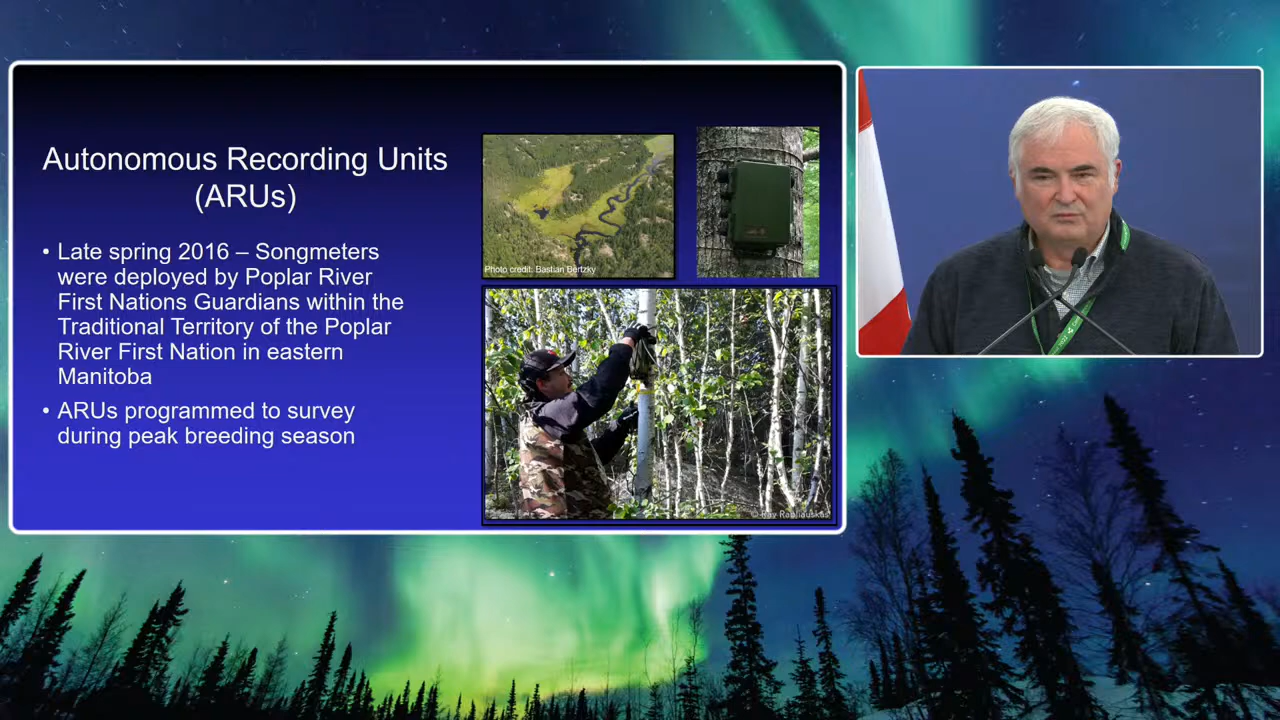 Autonomous Recording Units
(ARUs)
• Late spring 2016 – Songmeters
were deployed by Poplar River
First Nations Guardians within the
Traditional Territory of the Poplar
River First Nation in eastern
Manitoba
• ARUs programmed to survey
during peak breeding season
Photo credit: Bastian Bertzky
© Ray Rabliauskas